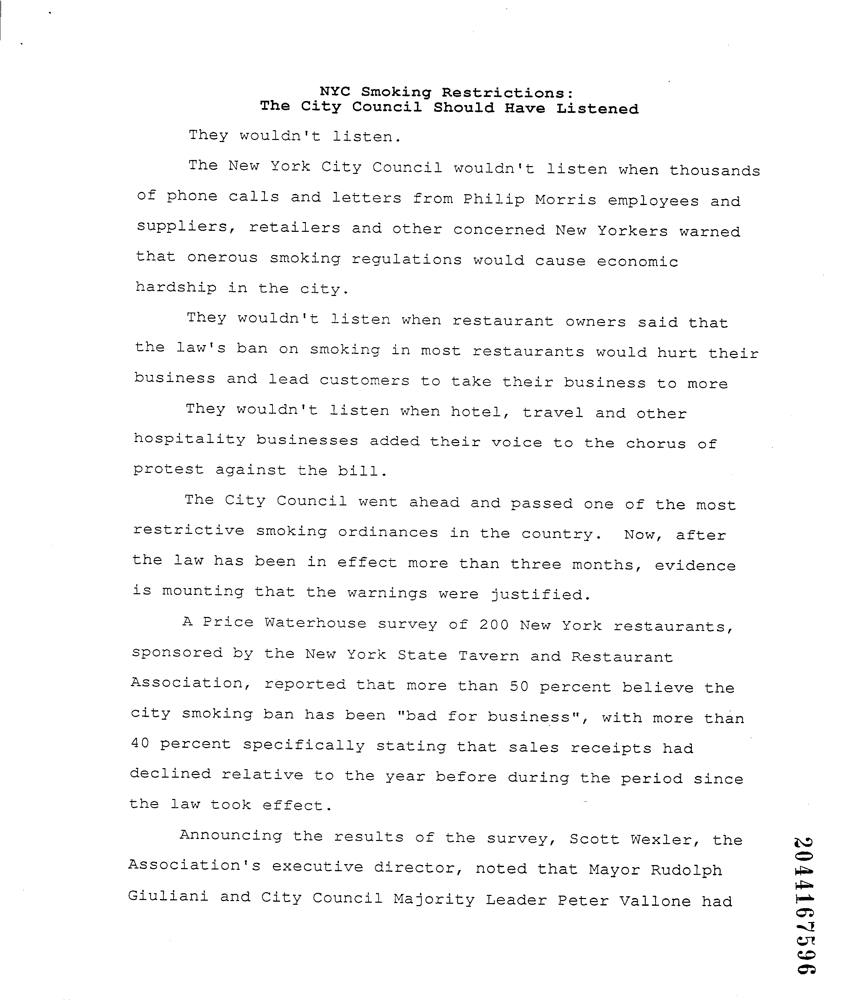 NYC Smoking Restrictions:
The City Council Should Have Listened
They wouldn't listen.
The New York City Council wouldn't listen when thousands
of phone calls and letters from Philip Morris employees and
suppliers, retailers and other concerned New Yorkers warned
that onerous smoking regulations would cause economic
hardship in the city.
They wouldn't listen when restaurant owners said that
the law's ban on smoking in most restaurants would hurt their
business and lead customers to take their business to more
They wouldn't listen when hotel, travel and other
hospitality businesses added their voice to the chorus of
protest against the bill.
The City Council went ahead and passed one of the most
restrictive smoking ordinances in the country.  Now, after
the law has been in effect more than three months, evidence
is mounting that the warnings were justified.
A Price Waterhouse survey of 200 New York restaurants,
sponsored by the New York State Tavern and Restaurant
Association, reported that more than 50 percent believe the
city smoking ban has been "bad for business", with more than
40 percent specifically stating that sales receipts had
declined relative to the year before during the period since
the law took effect.
Announcing the results of the survey, Scott Wexler, the
Association's executive director, noted that Mayor Rudolph
Giuliani and City Council Majority Leader Peter Vallone had
2044167596